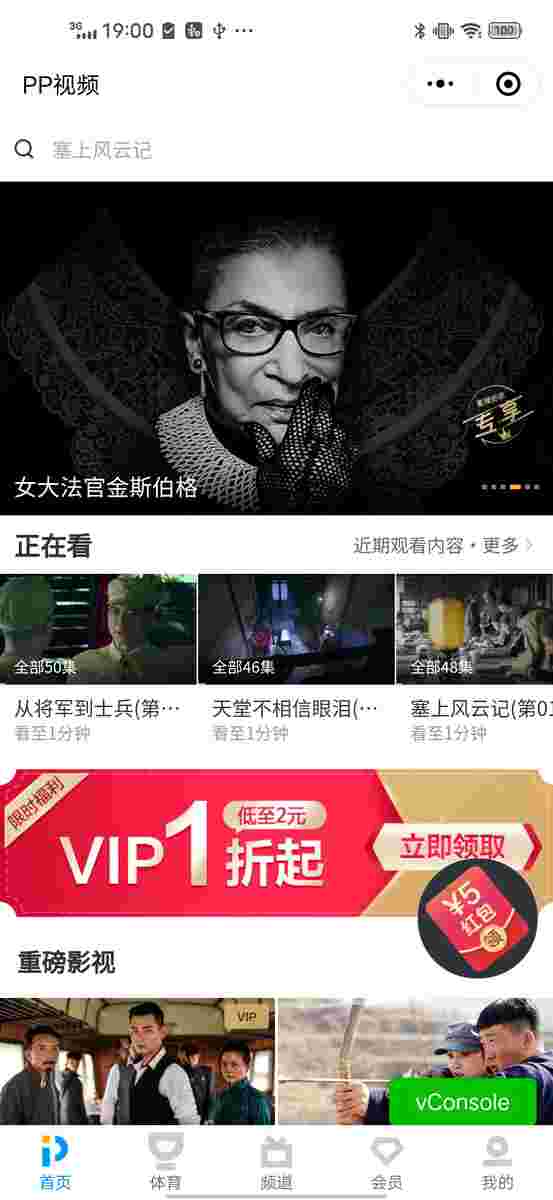 3G 19:00 100
PP视频
塞上风云记
专享
女大法官金斯伯格
正在看
近期观看内容·更多
全部50集
全部46集
全部48集
从将军到士兵(第…
天堂不相信眼泪(…
塞上风云记(第01
看至1分钟
看至1分钟
看至1分钟
限时福利
VIP1折起
低至2元
立即领取
¥5
红包
重磅影视
VIP
vConsole
首页
体育
频道
会员
我的